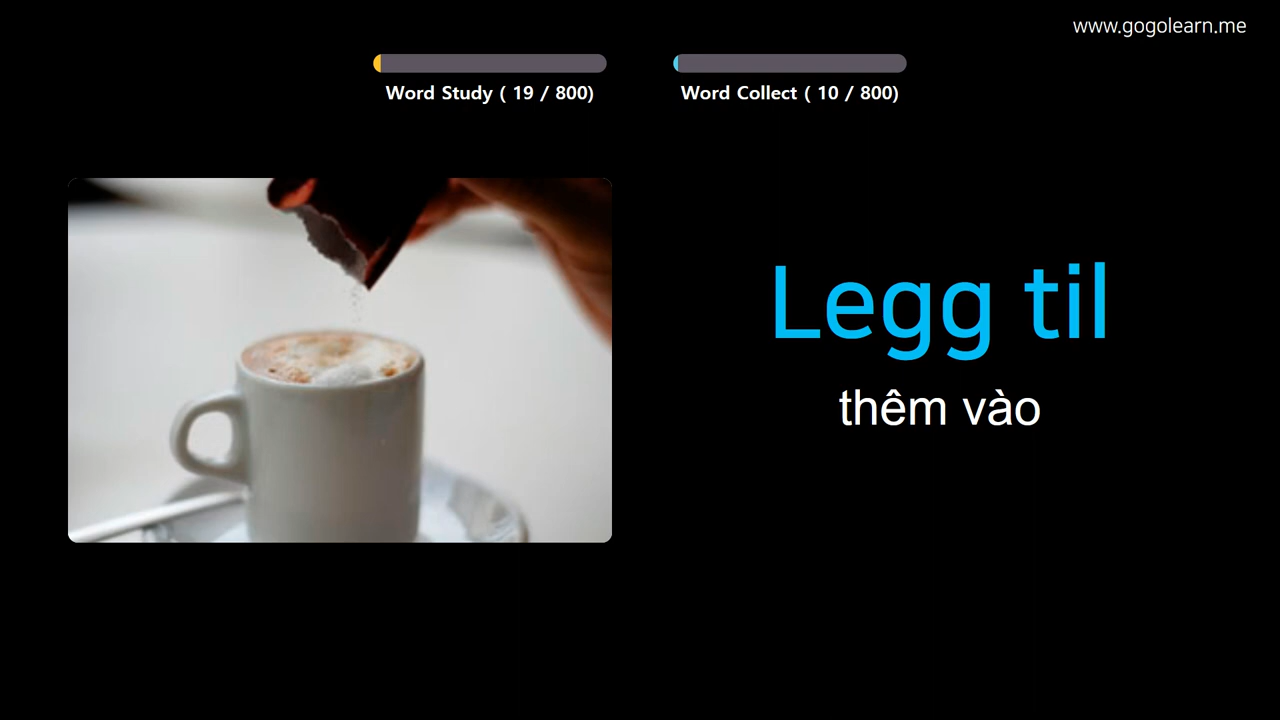 www.gogolearn.me
Word Study ( 19 / 800)
Word Collect ( 10 / 800)
Legg til
thêm vào